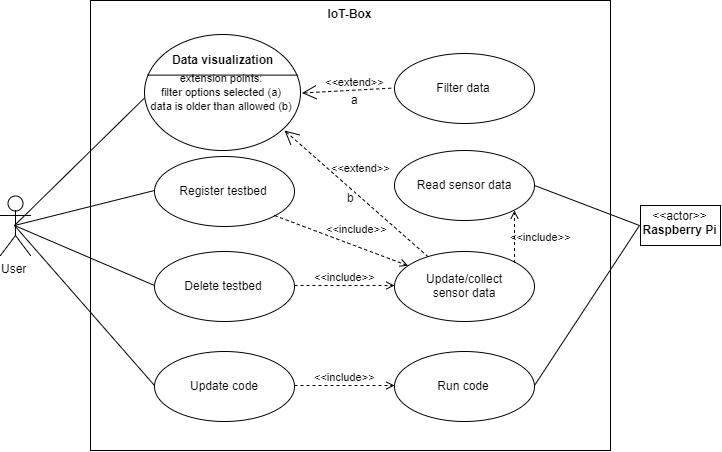 IoT-Box
Data visualization
extension points:
filter options selected (a)
data is older than allowed (b)
<<extend>>
a
Filter data
<<extend>>
b
Register testbed
Read sensor data
<<actor>>
Raspberry Pi
<<include>>
<<include>>
User
Delete testbed
<<include>>
Update/collect
sensor data
Update code
<<include>>
Run code